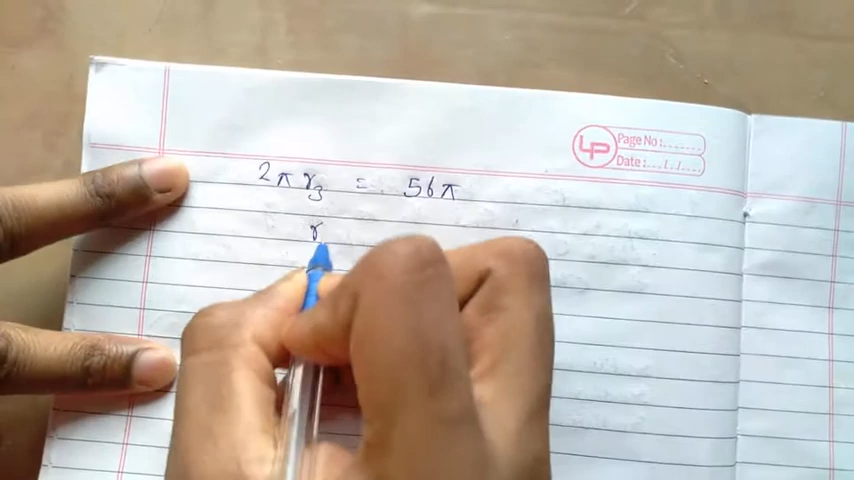 2πr₃ = 56π
r
LP
Page No:
Date: